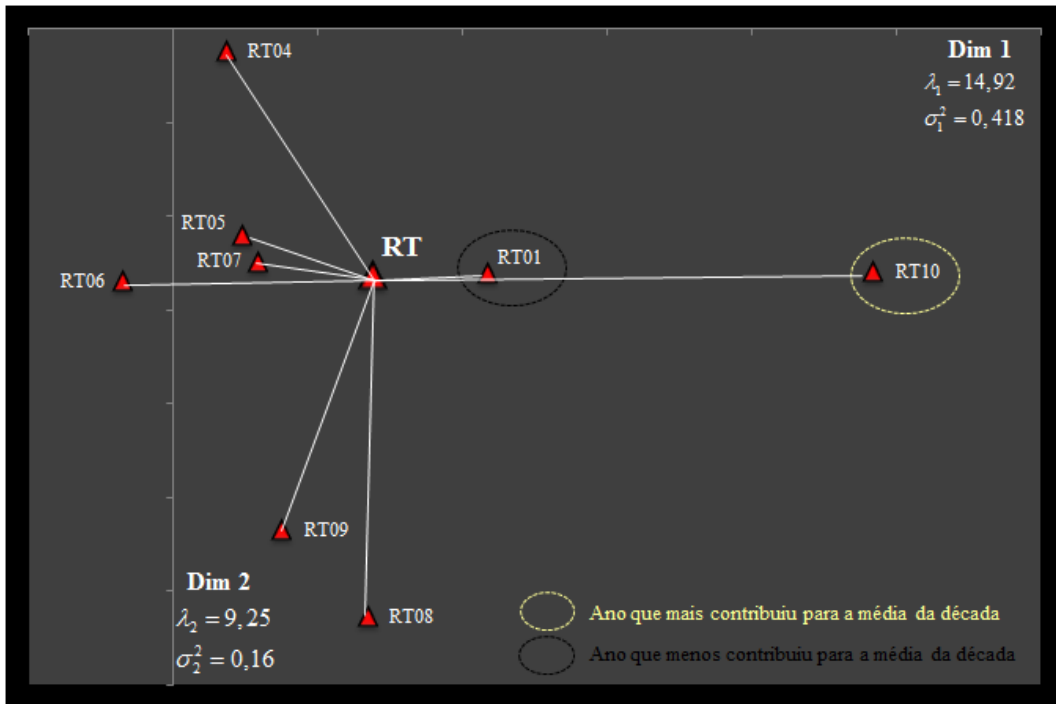 RT04
Dim 1
λ₁ = 14,92
σ₁² = 0,418
RT05
RT
RT07
RT01
RT06
RT10
RT09
Dim 2
λ₂ = 9,25
σ₂² = 0,16
RT08
Ano que mais contribuiu para a média da década
Ano que menos contribuiu para a média da década